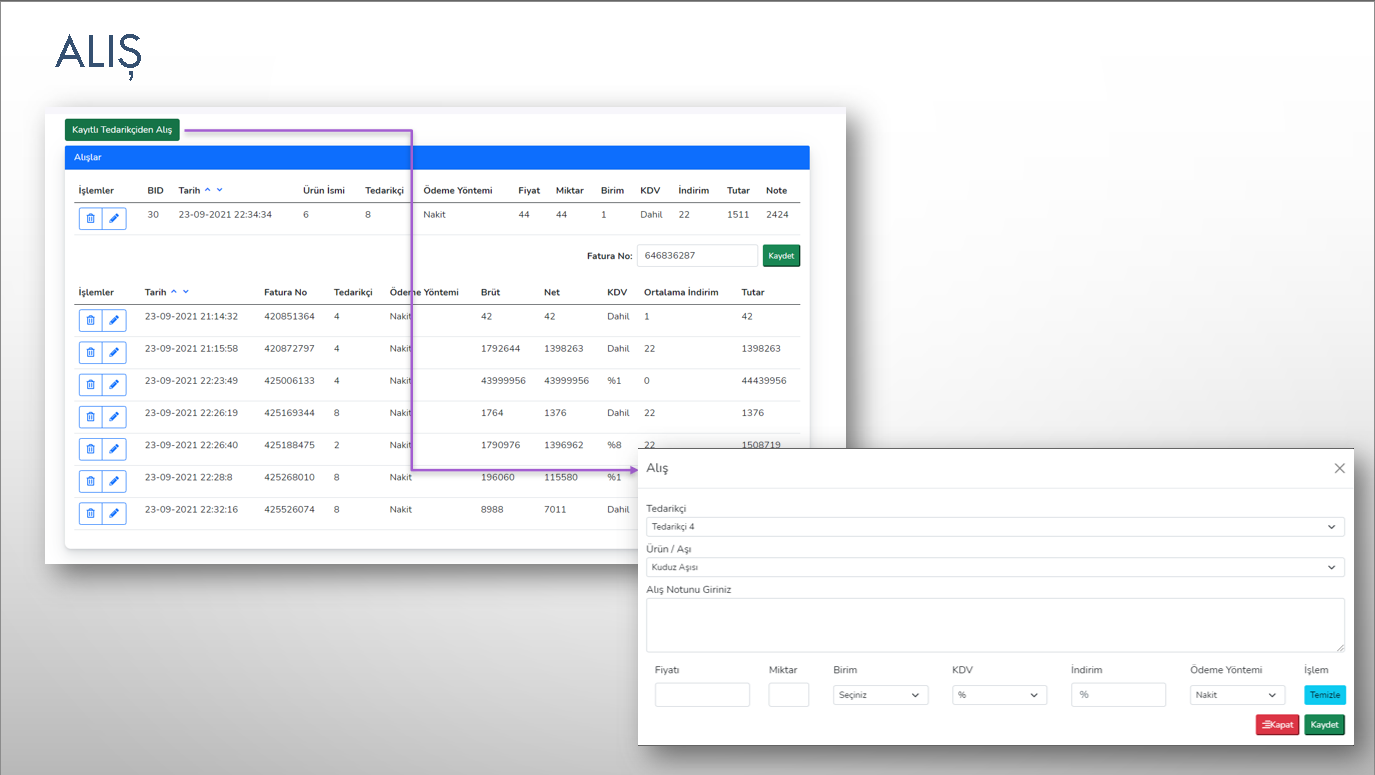 ALIŞ
Kayıtlı Tedarikçiden Alış
Alışlar
İşlemler BID Tarih Ürün İsmi Tedarikçi Ödeme Yöntemi Fiyat Miktar Birim KDV İndirim Tutar Note
30 23-09-2021 22:34:34 6 8 Nakit 44 44 1 Dahil 22 1511 2424
Fatura No: 646836287 Kaydet
İşlemler Tarih Fatura No Tedarikçi Ödeme Yöntemi Brüt Net KDV Ortalama İndirim Tutar
23-09-2021 21:14:32 420851364 4 Nakit 42 42 Dahil 1 42
23-09-2021 21:15:58 420872797 4 Nakit 1792644 1398263 Dahil 22 1398263
23-09-2021 22:23:49 425006133 4 Nakit 43999956 43999956 %1 0 44439956
23-09-2021 22:26:19 425169344 8 Nakit 1764 1376 Dahil 22 1376
23-09-2021 22:26:40 425188475 2 Nakit 1790976 1396962 %8 22 1508719
23-09-2021 22:28:8 425268010 8 Nakit 196060 115580 %1
23-09-2021 22:32:16 425526074 8 Nakit 8988 7011 Dahil
Alış
Tedarikçi
Tedarikçi 4
Ürün / Aşı
Kuduz Aşısı
Alış Notunu Giriniz
Fiyatı Miktar Birim KDV İndirim Ödeme Yöntemi İşlem
Seçiniz % % Nakit Temizle
Kapat Kaydet